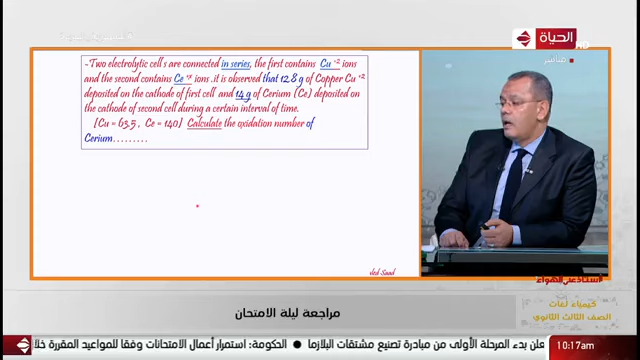 الحياة
HD
مباشر
-Two electrolytic cells are connected in series, the first contains Cu⁺² ions
and the second contains Ce⁺ˣ ions .it is observed that 12.8 g of Copper Cu⁺²
deposited on the cathode of first cell and 14 g of Cerium (Ce) deposited on
the cathode of second cell during a certain interval of time.
[Cu = 63.5 , Ce = 140] Calculate the oxidation number of
Cerium.........
#أستاذ_على_الهواء
كيمياء لغات
الصف الثالث الثانوي
مراجعة ليلة الامتحان
علن بدء المرحلة الأولى من مبادرة تصنيع مشتقات البلازما الحكومة: استمرار أعمال الامتحانات وفقا للمواعيد المقررة خلا
10:17am